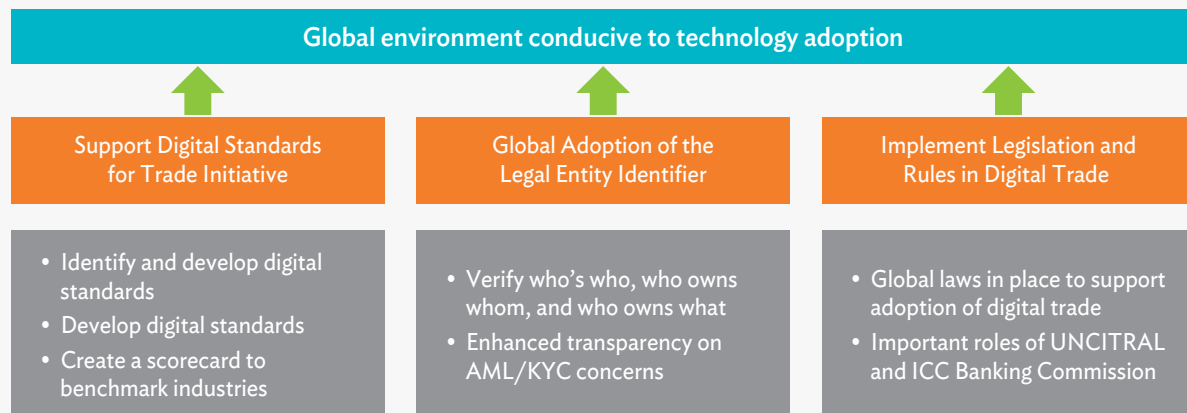 Global environment conducive to technology adoption
Support Digital Standards
for Trade Initiative
Global Adoption of the
Legal Entity Identifier
Implement Legislation and
Rules in Digital Trade
• Identify and develop digital
standards
• Develop digital standards
• Create a scorecard to
benchmark industries
• Verify who’s who, who owns
whom, and who owns what
• Enhanced transparency on
AML/KYC concerns
• Global laws in place to support
adoption of digital trade
• Important roles of UNCITRAL
and ICC Banking Commission